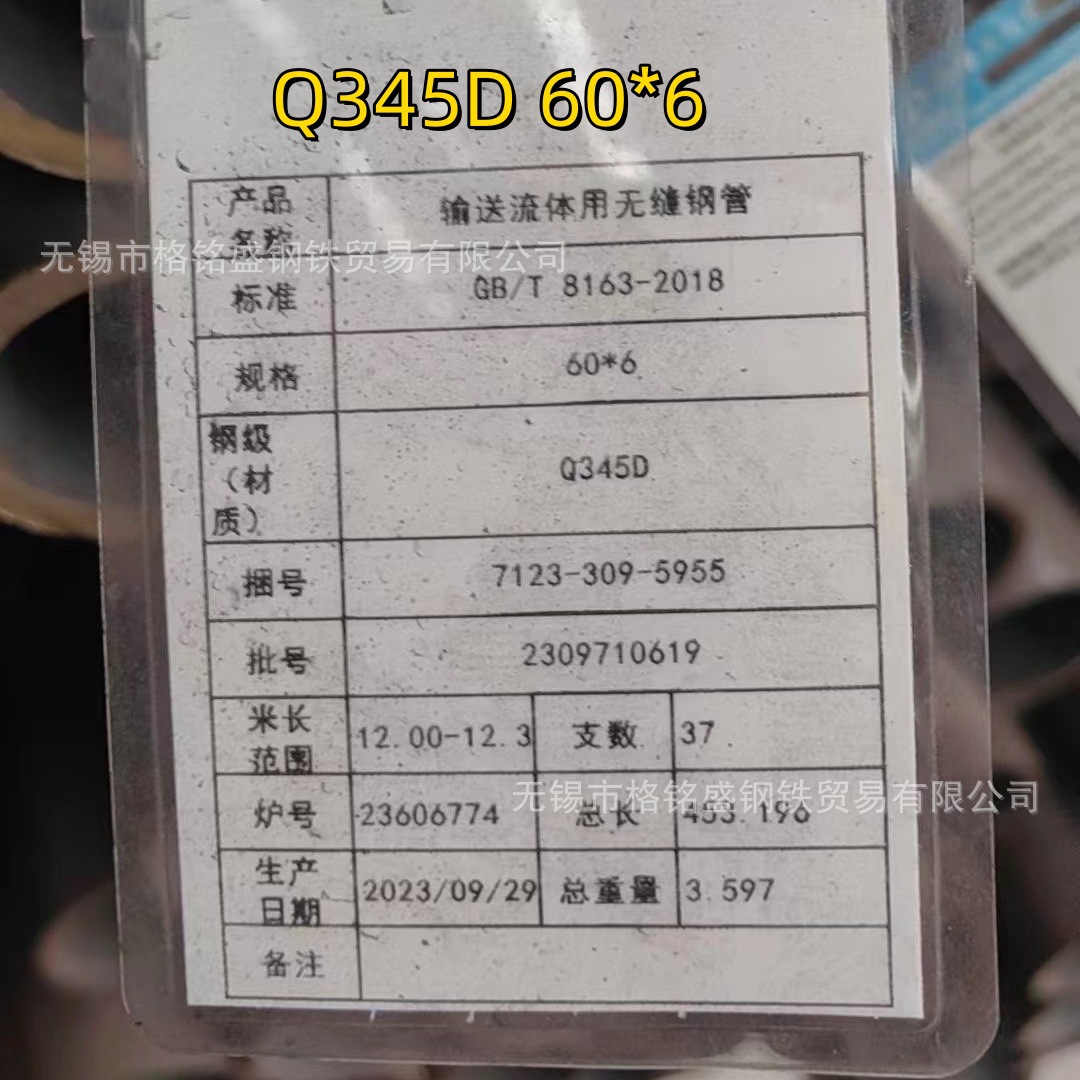 Q345D 60*6
产品
名称
输送流体用无缝钢管
无锡市格铭盛钢铁贸易有限公司
标准
GB/T 8163-2018
规格
60*6
钢级
（材
质）
Q345D
捆号
7123-309-5955
批号
2309710619
米长
范围
12.00-12.3
支数
37
无锡市格铭盛钢铁贸易有限公司
炉号
23606774
总长
453.196
生产
日期
2023/09/29
总重量
3.597
备注